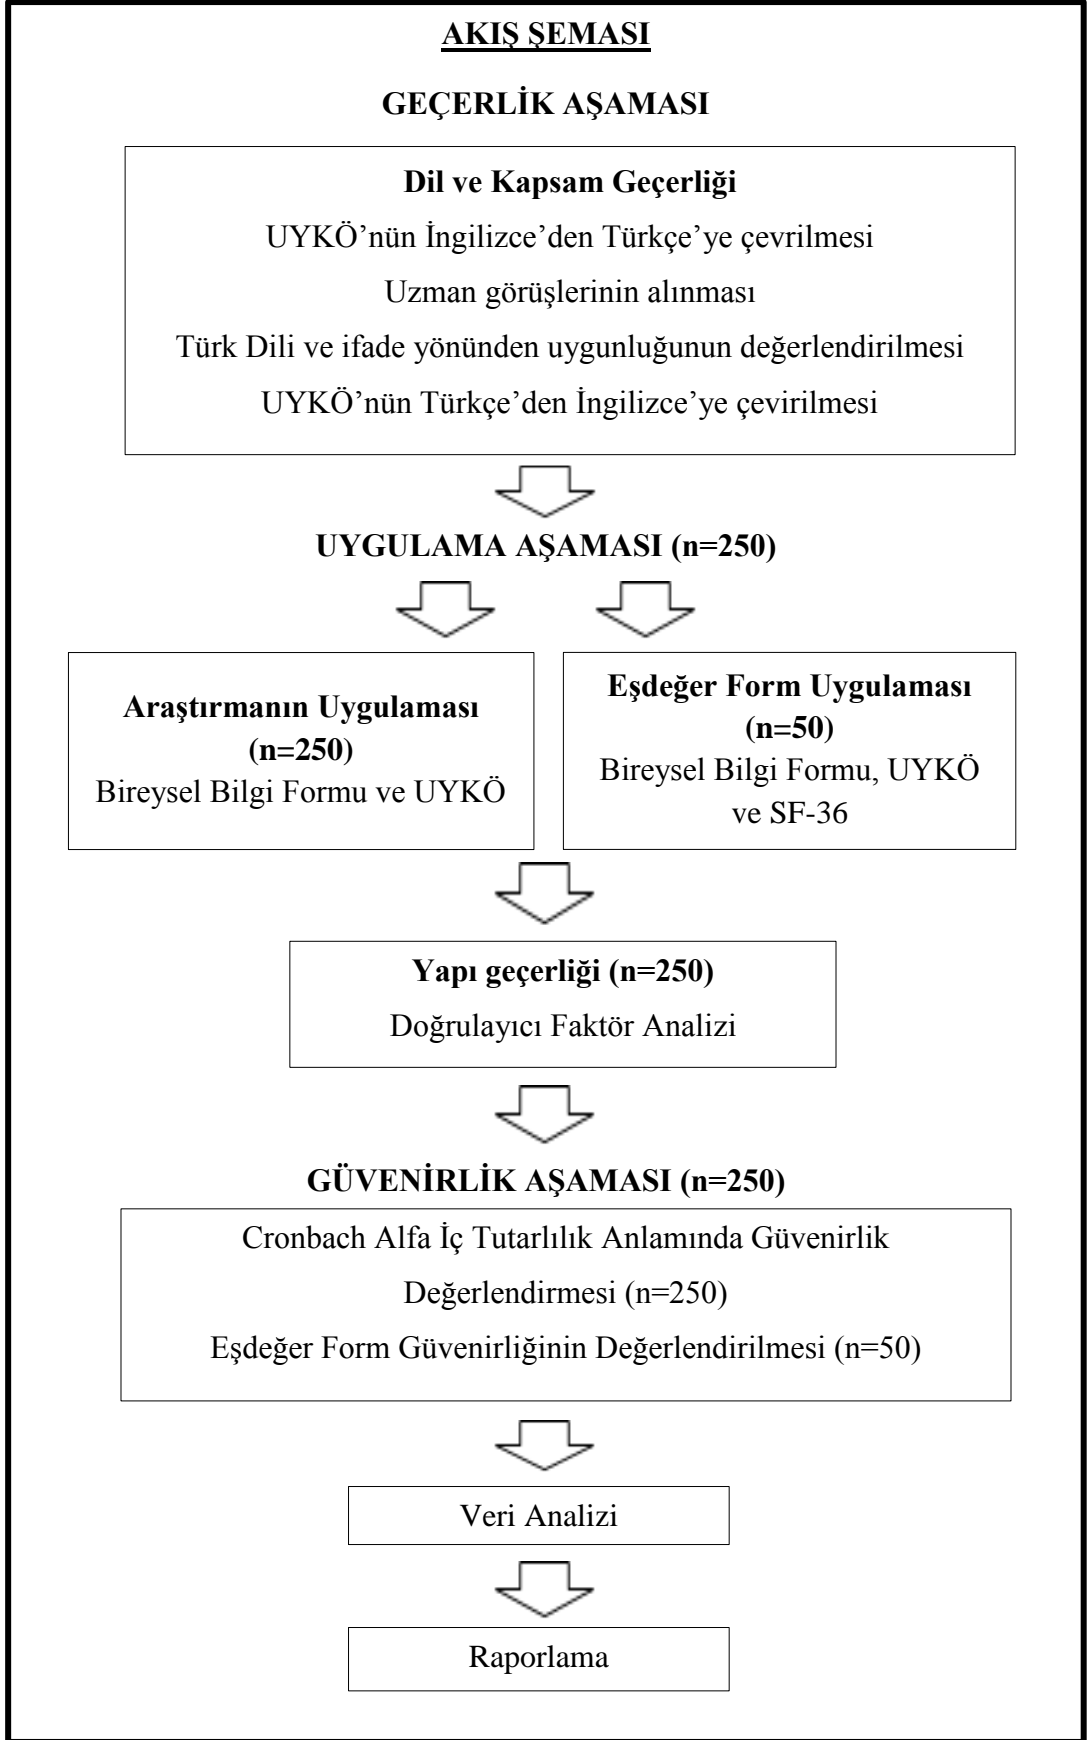 AKIŞ ŞEMASI
GEÇERLİK AŞAMASI
Dil ve Kapsam Geçerliği
UYKÖ’nün İngilizce’den Türkçe’ye çevrilmesi
Uzman görüşlerinin alınması
Türk Dili ve ifade yönünden uygunluğunun değerlendirilmesi
UYKÖ’nün Türkçe’den İngilizce’ye çevirilmesi
UYGULAMA AŞAMASI (n=250)
Araştırmanın Uygulaması
(n=250)
Bireysel Bilgi Formu ve UYKÖ
Eşdeğer Form Uygulaması
(n=50)
Bireysel Bilgi Formu, UYKÖ
ve SF-36
Yapı geçerliği (n=250)
Doğrulayıcı Faktör Analizi
GÜVENİRLİK AŞAMASI (n=250)
Cronbach Alfa İç Tutarlılık Anlamında Güvenirlik
Değerlendirmesi (n=250)
Eşdeğer Form Güvenirliğinin Değerlendirilmesi (n=50)
Veri Analizi
Raporlama